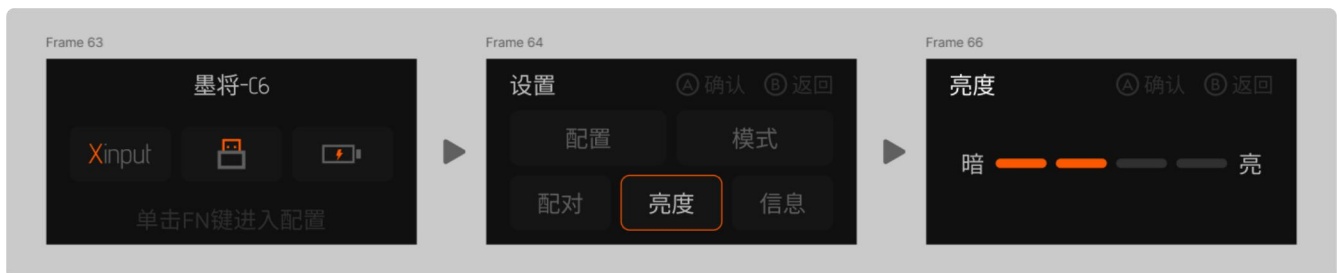 Frame 63
墨将-C6
Xinput
单击FN键进入配置
Frame 64
设置 Ⓐ确认 Ⓑ返回
配置 模式
配对 亮度 信息
Frame 66
亮度 Ⓐ确认 Ⓑ返回
暗 亮